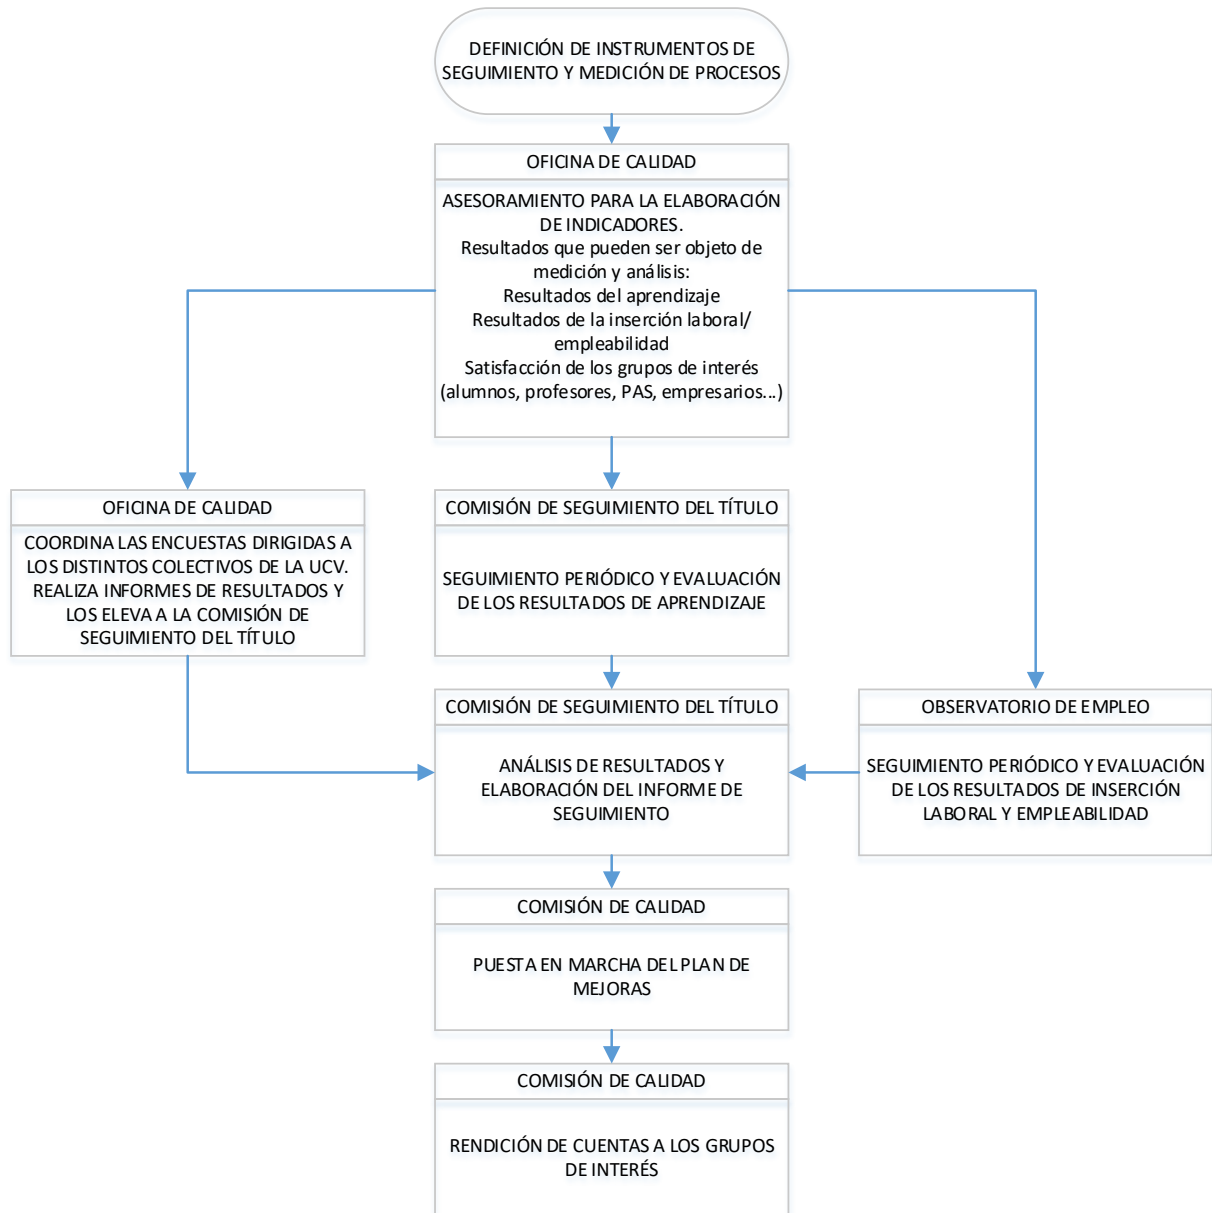 DEFINICIÓN DE INSTRUMENTOS DE
SEGUIMIENTO Y MEDICIÓN DE PROCESOS
OFICINA DE CALIDAD
ASESORAMIENTO PARA LA ELABORACIÓN
DE INDICADORES.
Resultados que pueden ser objeto de
medición y análisis:
Resultados del aprendizaje
Resultados de la inserción laboral/
empleabilidad
Satisfacción de los grupos de interés
(alumnos, profesores, PAS, empresarios...)
OFICINA DE CALIDAD
COORDINA LAS ENCUESTAS DIRIGIDAS A
LOS DISTINTOS COLECTIVOS DE LA UCV.
REALIZA INFORMES DE RESULTADOS Y
LOS ELEVA A LA COMISIÓN DE
SEGUIMIENTO DEL TÍTULO
COMISIÓN DE SEGUIMIENTO DEL TÍTULO
SEGUIMIENTO PERIÓDICO Y EVALUACIÓN
DE LOS RESULTADOS DE APRENDIZAJE
COMISIÓN DE SEGUIMIENTO DEL TÍTULO
ANÁLISIS DE RESULTADOS Y
ELABORACIÓN DEL INFORME DE
SEGUIMIENTO
OBSERVATORIO DE EMPLEO
SEGUIMIENTO PERIÓDICO Y EVALUACIÓN
DE LOS RESULTADOS DE INSERCIÓN
LABORAL Y EMPLEABILIDAD
COMISIÓN DE CALIDAD
PUESTA EN MARCHA DEL PLAN DE
MEJORAS
COMISIÓN DE CALIDAD
RENDICIÓN DE CUENTAS A LOS GRUPOS
DE INTERÉS